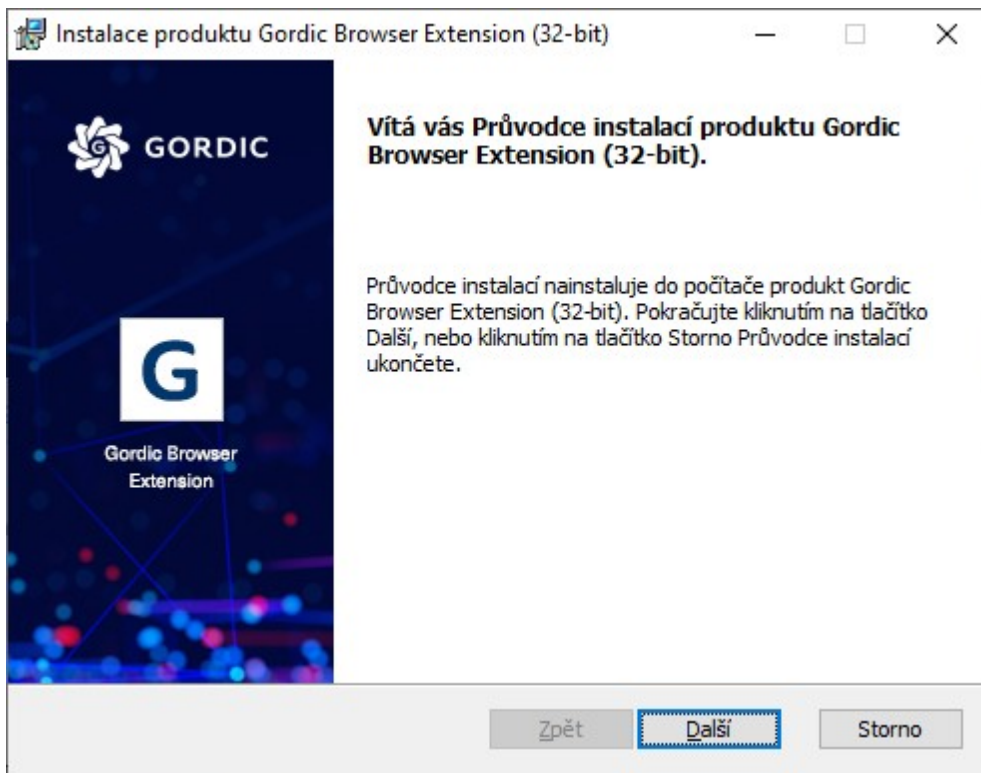 Instalace produktu Gordic Browser Extension (32-bit)
GORDIC
Vítá vás Průvodce instalací produktu Gordic
Browser Extension (32-bit).
Průvodce instalací nainstaluje do počítače produkt Gordic
Browser Extension (32-bit). Pokračujte kliknutím na tlačítko
Další, nebo kliknutím na tlačítko Storno Průvodce instalací
ukončete.
G
Gordic Browser
Extension
Zpět
Další
Storno